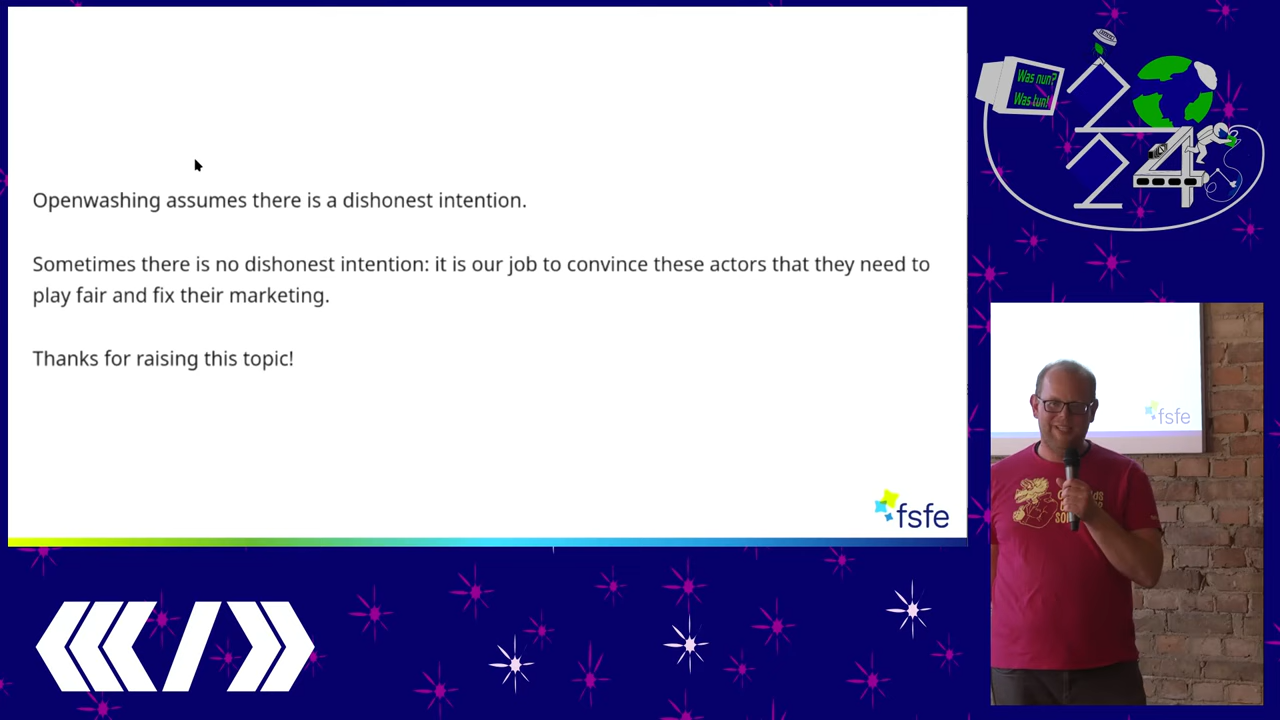 Openwashing assumes there is a dishonest intention.
Sometimes there is no dishonest intention: it is our job to convince these actors that they need to
play fair and fix their marketing.
Thanks for raising this topic!
fsfe
Was nun?
Was tun!
2024
fsfe